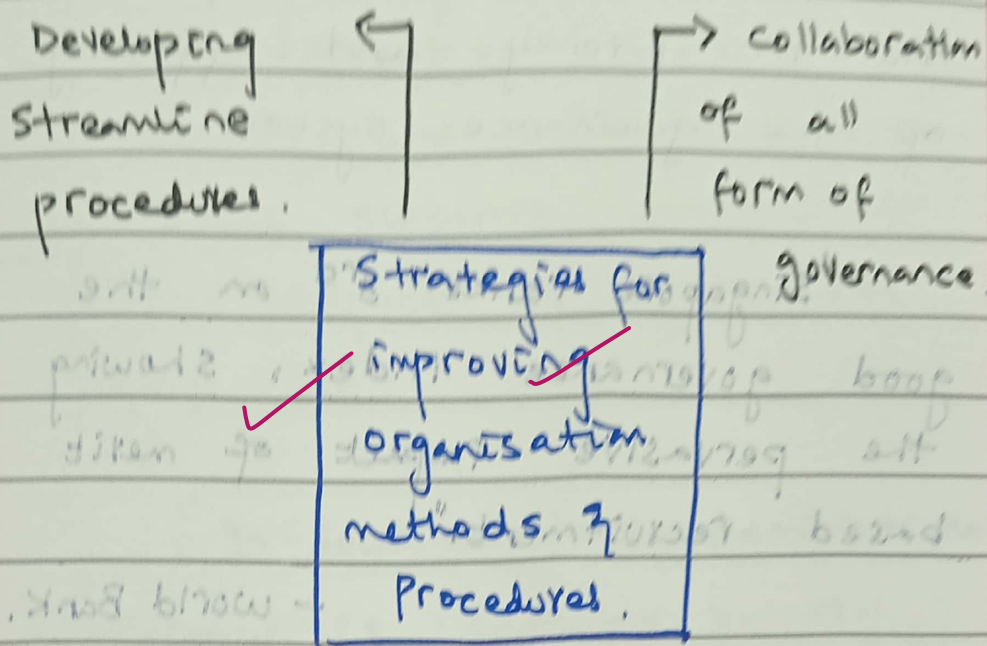 Developing
streamline
procedures.
collaboration
of all
form of
governance
Strategies for
improving
organisation
methods &
Procedures.